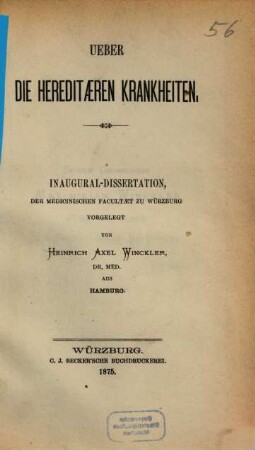 56
UEBER
DIE HEREDITÆREN KRANKHEITEN.
INAUGURAL-DISSERTATION,
DER MEDICINISCHEN FACULTÆT ZU WÜRZBURG
VORGELEGT
VON
HEINRICH AXEL WINCKLER,
DR. MED.
AUS
HAMBURG.
WÜRZBURG.
C. J. BECKER'SCHE BUCHDRUCKEREI.
1875.